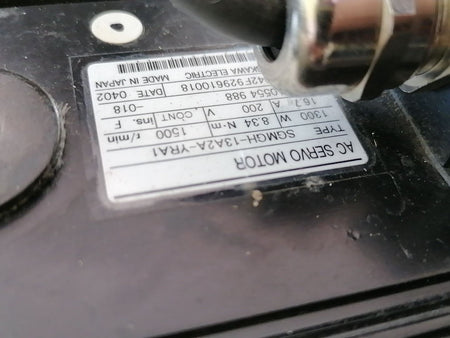 AC SERVO MOTOR
TYPE SGMGH-13A2A-YRA1
1300 W 8.34 N·m 1500 r/min
16.7 A 200 V CONT ins. F
0554 988 -018
42F929610018 DATE 0402
KAWA ELECTRIC MADE IN JAPAN